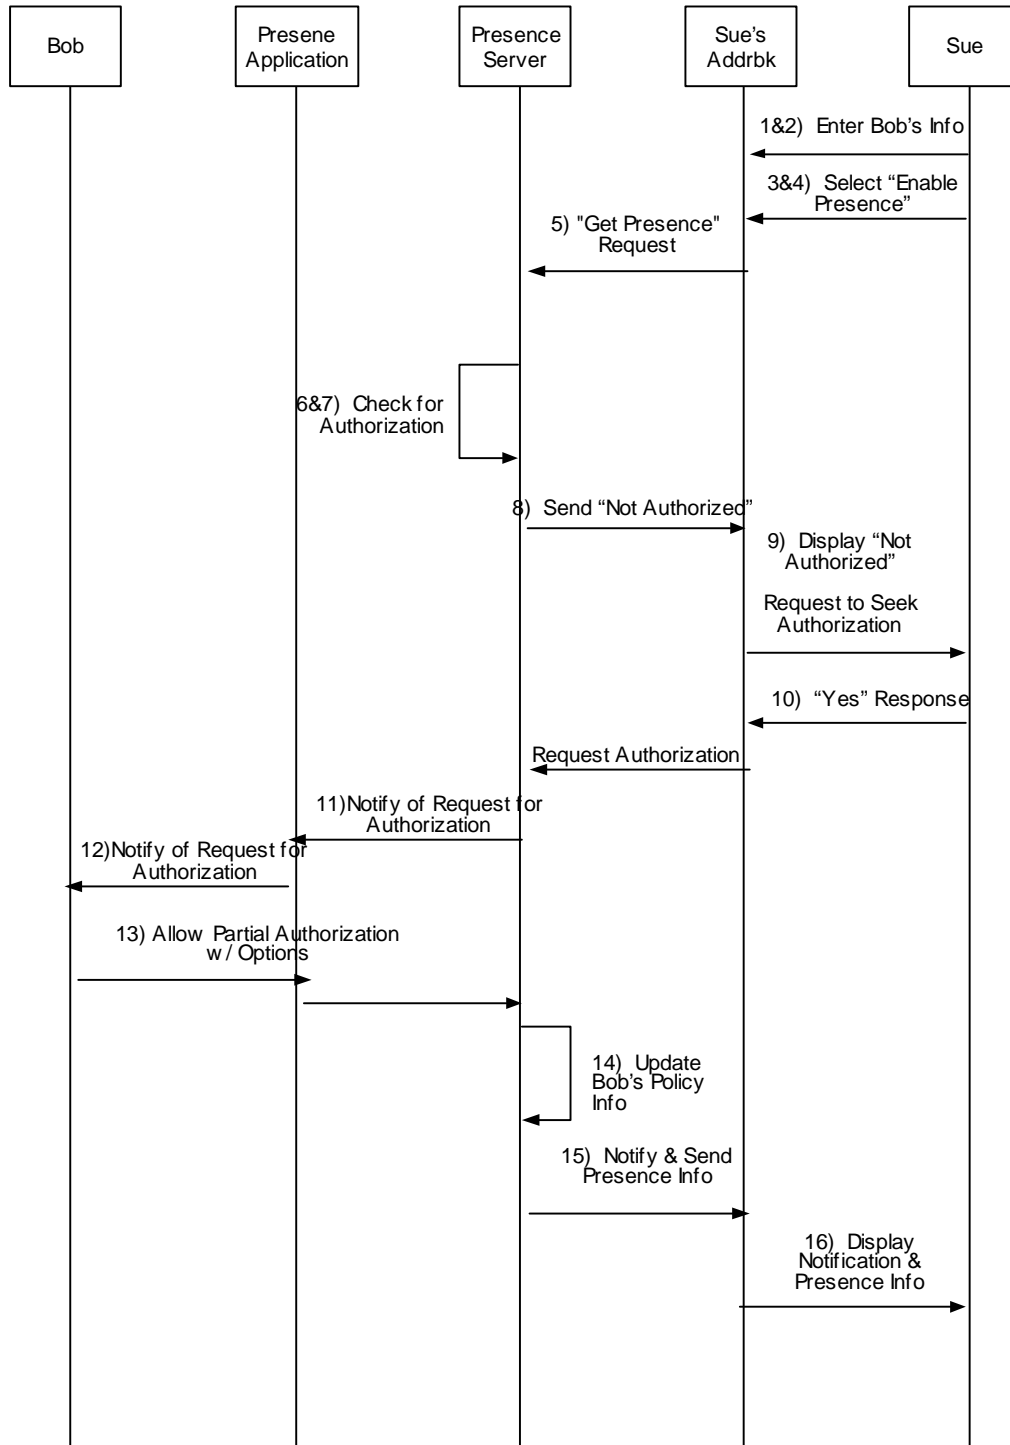 Bob
Presene
Application
Presence
Server
Sue’s
Addrbk
Sue
1&2) Enter Bob’s Info
3&4) Select “Enable
Presence”
5) "Get Presence"
Request
6&7) Check for
Authorization
8) Send “Not Authorized”
9) Display “Not
Authorized”
Request to Seek
Authorization
10) “Yes” Response
Request Authorization
11)Notify of Request for
Authorization
12)Notify of Request for
Authorization
13) Allow Partial Authorization
w/ Options
14) Update
Bob’s Policy
Info
15) Notify & Send
Presence Info
16) Display
Notification &
Presence Info